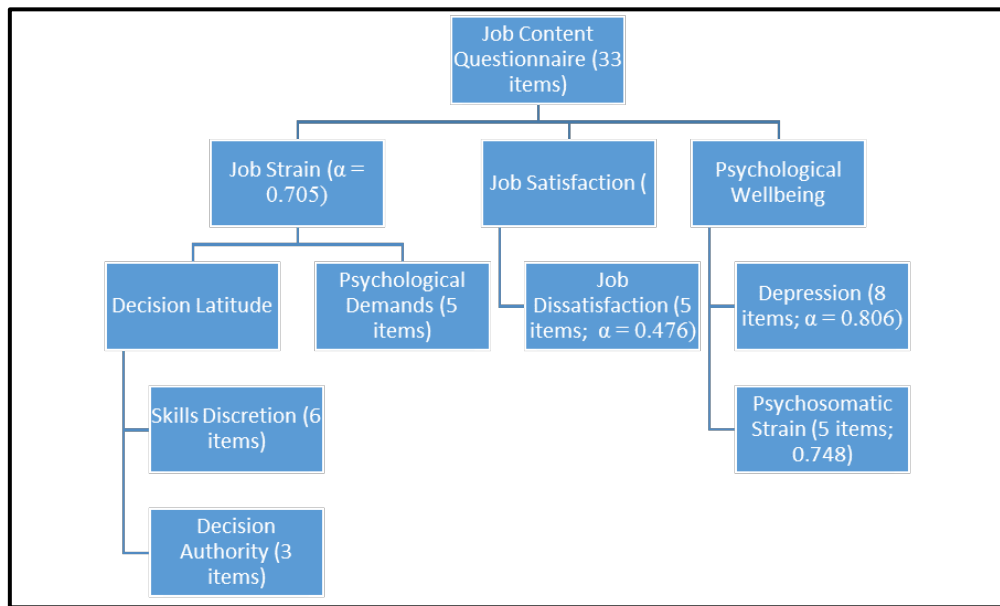 Job Content
Questionnaire (33
items)
Job Strain (α =
0.705)
Job Satisfaction (
Psychological
Wellbeing
Decision Latitude
Psychological
Demands (5
items)
Job
Dissatisfaction (5
items;  α = 0.476)
Depression (8
items; α = 0.806)
Skills Discretion (6
items)
Psychosomatic
Strain (5 items;
0.748)
Decision
Authority (3
items)